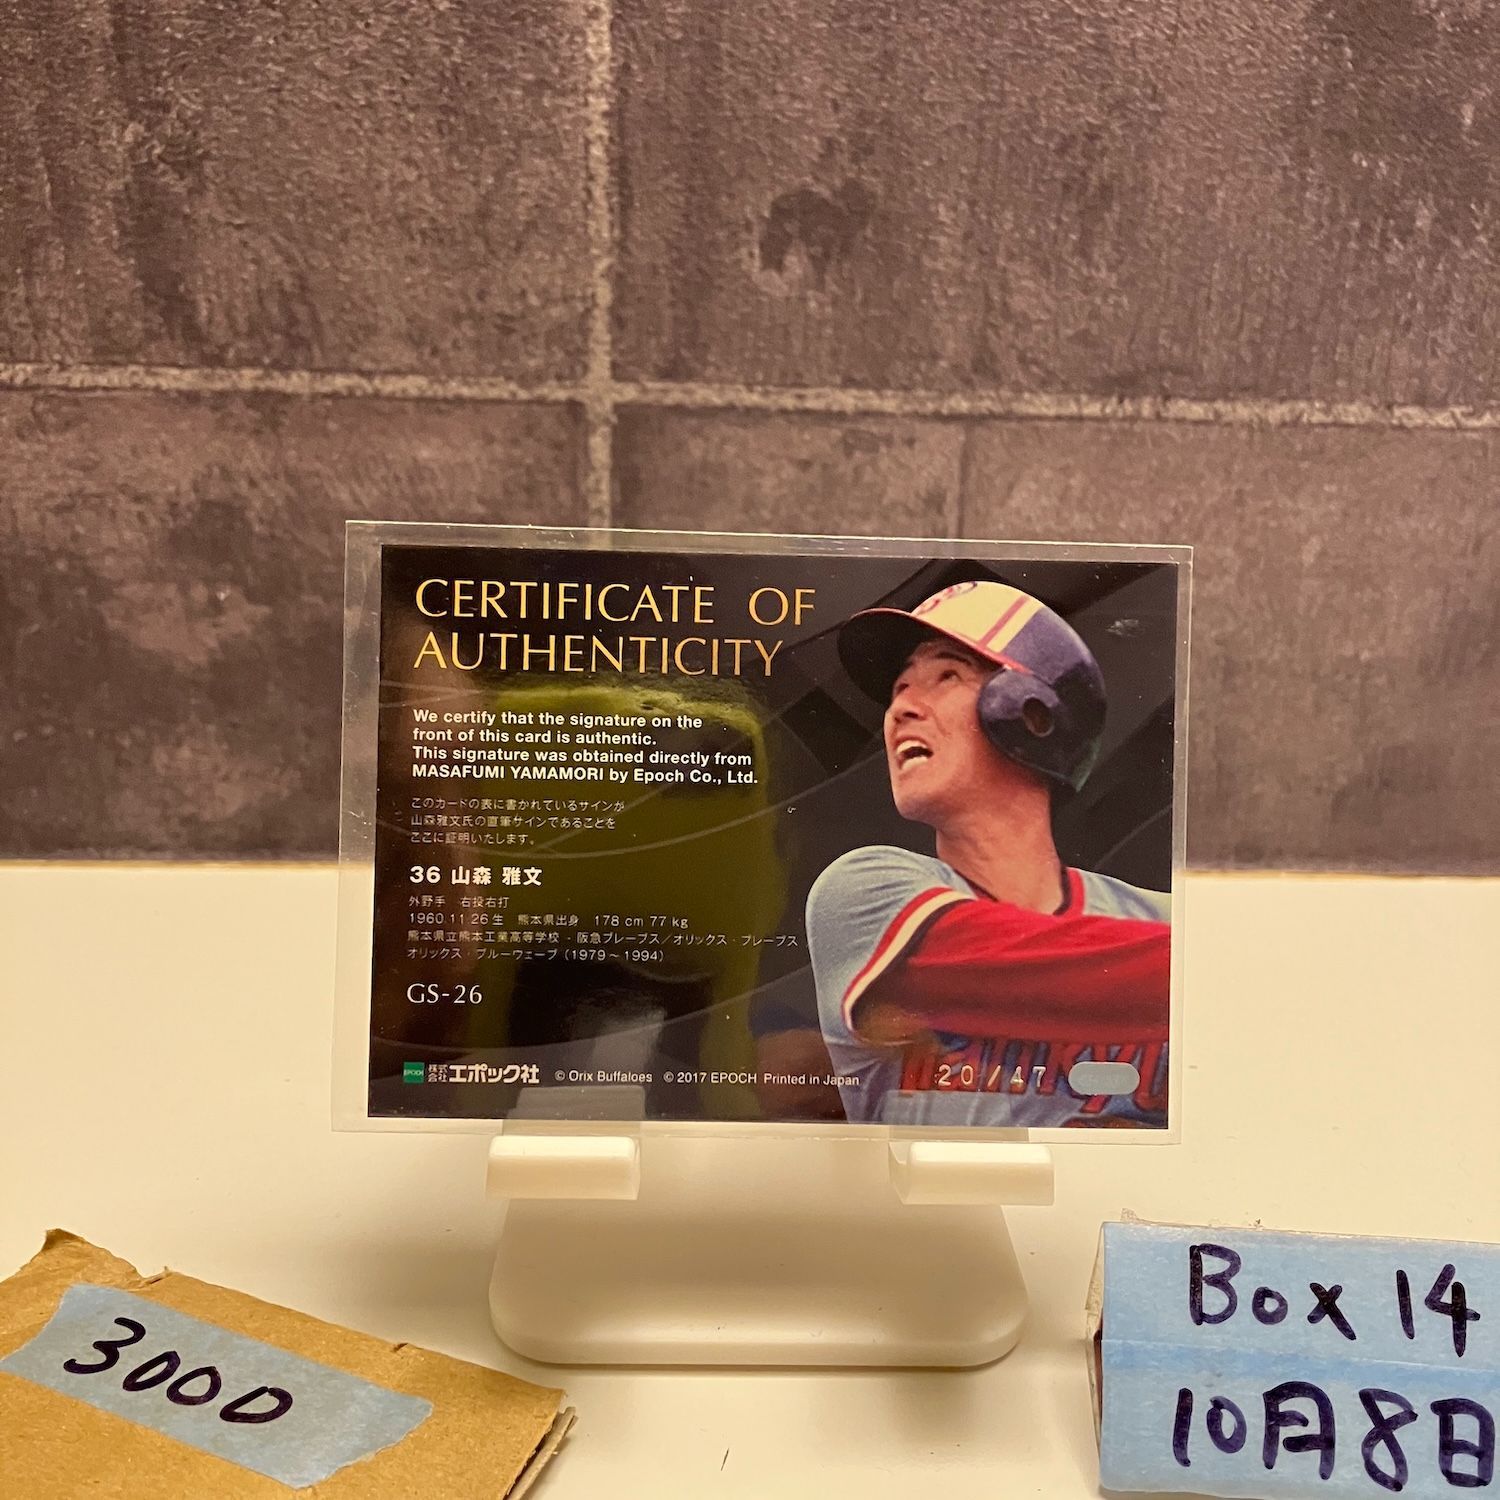 CERTIFICATE OF
AUTHENTICITY
We certify that the signature on the
front of this card is authentic.
This signature was obtained directly from
MASAFUMI YAMAMORI by Epoch Co., Ltd.
このカードの表に書かれているサインが
山森雅文氏の直筆サインであることを
ここに証明いたします。
36 山森 雅文
外野手 右投右打
1960.11.26生 熊本県出身 178 cm 77 kg
熊本県立熊本工業高等学校 - 阪急ブレーブス／オリックス・ブレーブス
オリックス・ブルーウェーブ（1979～1994）
GS-26
EPOCH 株式会社エポック社 © Orix Buffaloes © 2017 EPOCH Printed in Japan
20/47
Hankyu
3000
Box 14
10月8日